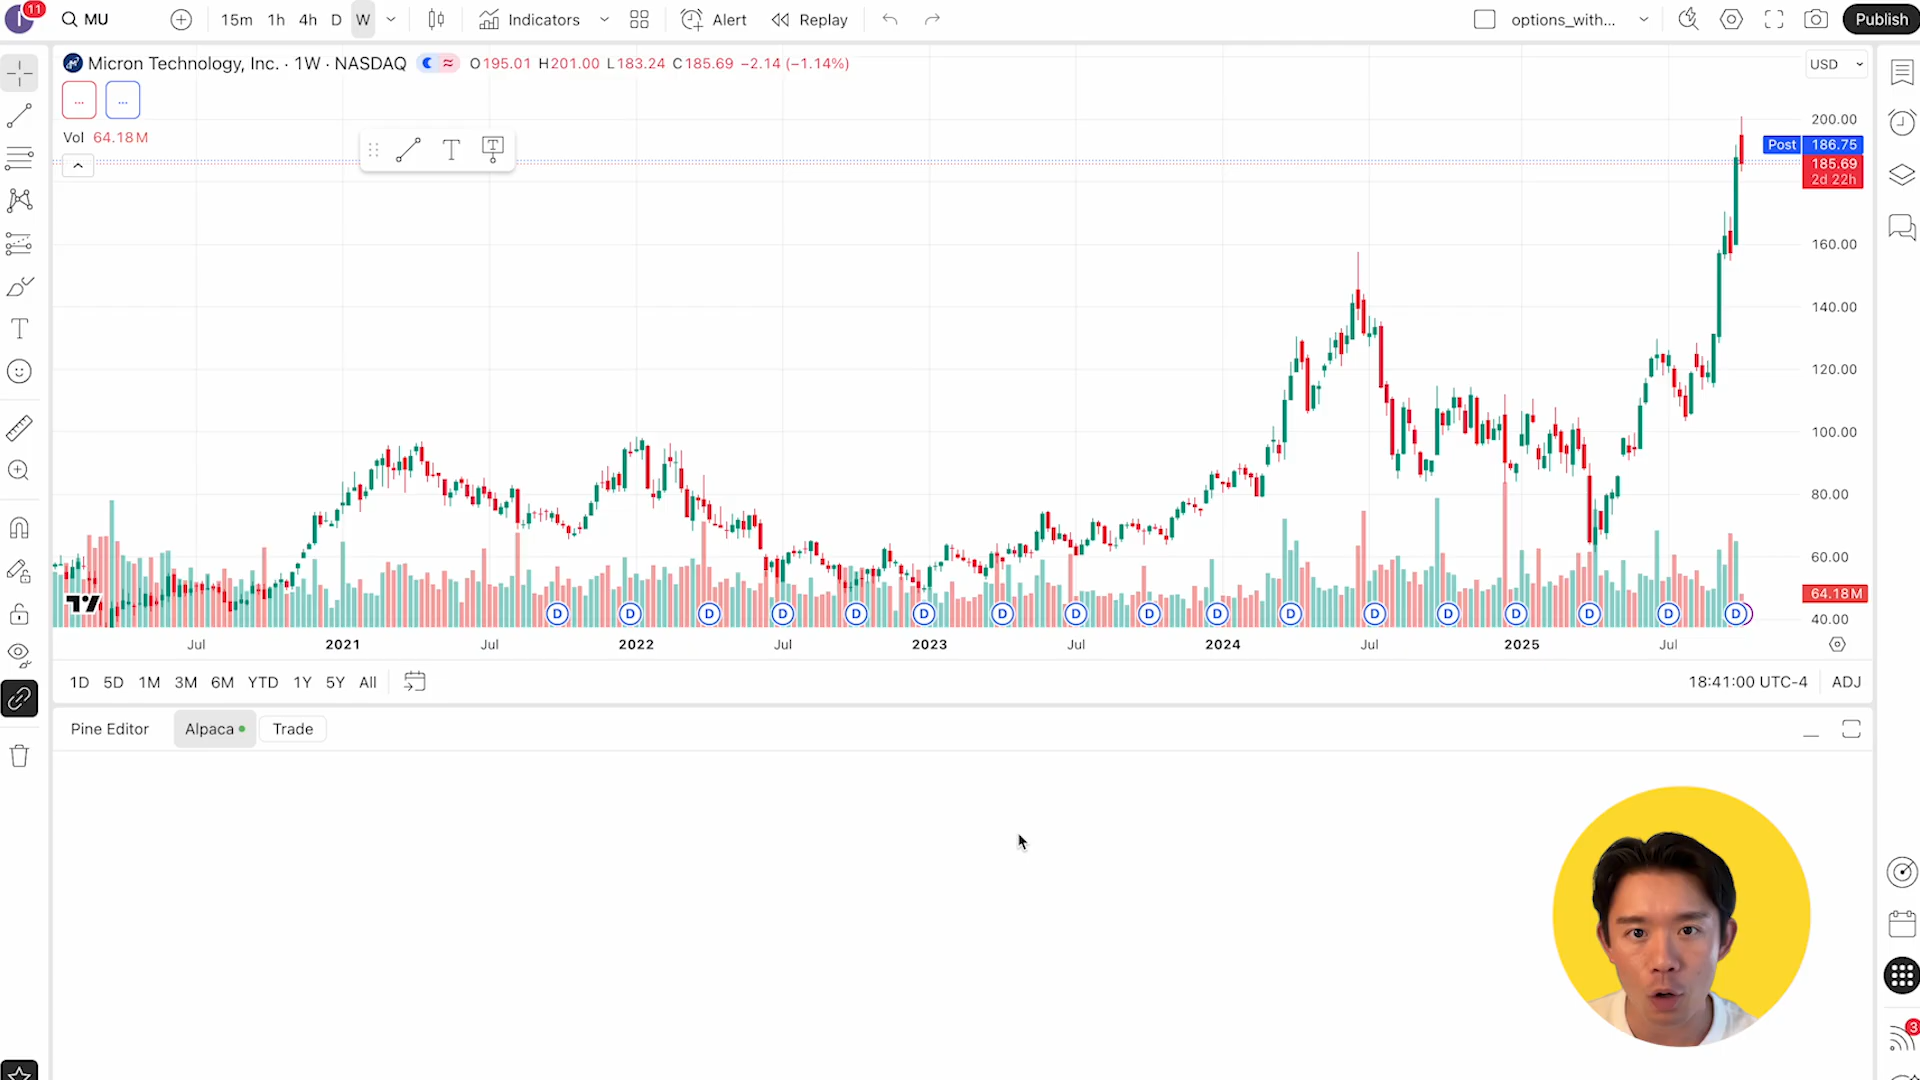 11
MU
15m 1h 4h D W
Indicators
Alert
Replay
options_with...
Publish
Micron Technology, Inc. · 1W · NASDAQ
O195.01 H201.00 L183.24 C185.69 −2.14 (−1.14%)
USD
... ...
Vol 64.18M
T T
200.00
Post 186.75
185.69
2d 22h
160.00
140.00
120.00
100.00
80.00
60.00
64.18M
40.00
D D D D D D D D D D D D D D D D D
Jul 2021 Jul 2022 Jul 2023 Jul 2024 Jul 2025 Jul
1D 5D 1M 3M 6M YTD 1Y 5Y All
18:41:00 UTC-4 ADJ
Pine Editor Alpaca Trade
3